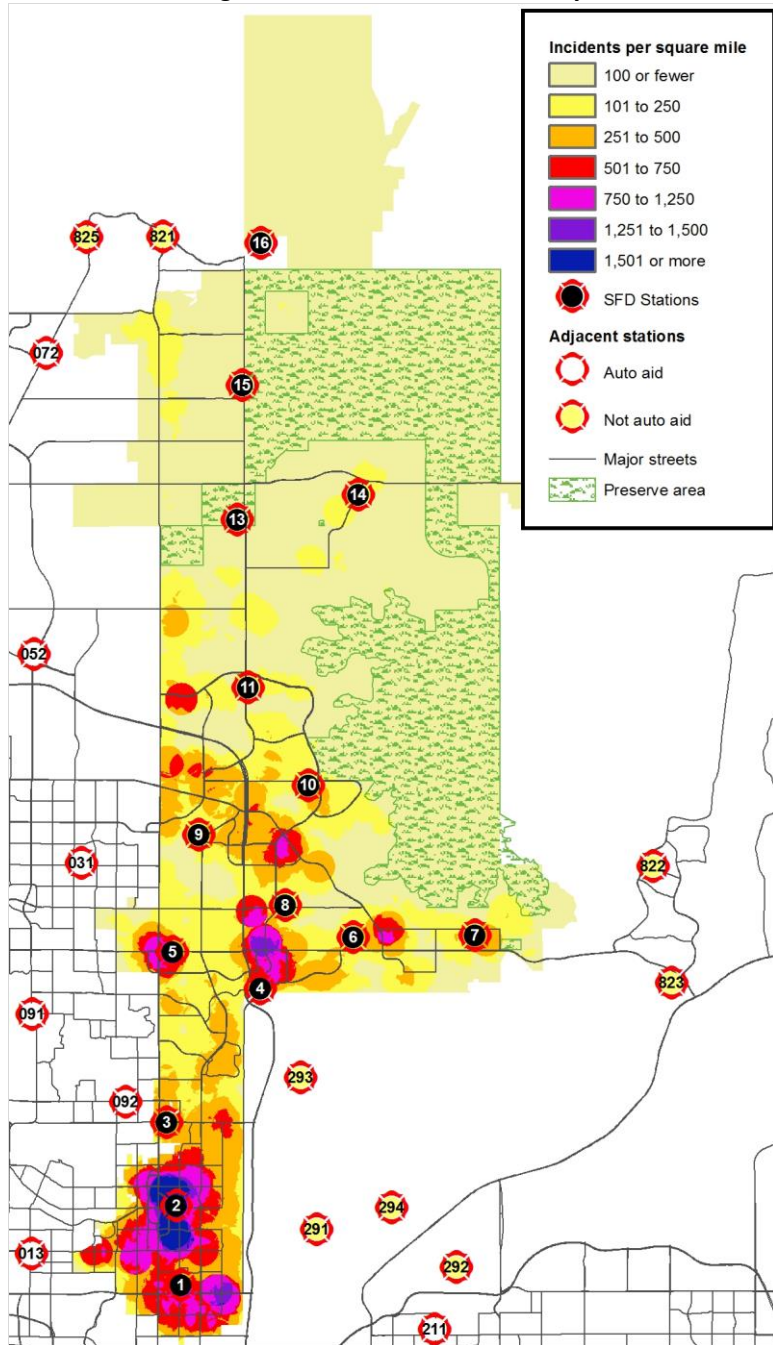 Incidents per square mile
100 or fewer
101 to 250
251 to 500
501 to 750
750 to 1,250
1,251 to 1,500
1,501 or more
SFD Stations
Adjacent stations
Auto aid
Not auto aid
Major streets
Preserve area
825
821
16
072
15
14
13
052
11
10
9
031
822
8
6
7
5
823
4
091
293
092
3
2
294
291
013
292
1
211